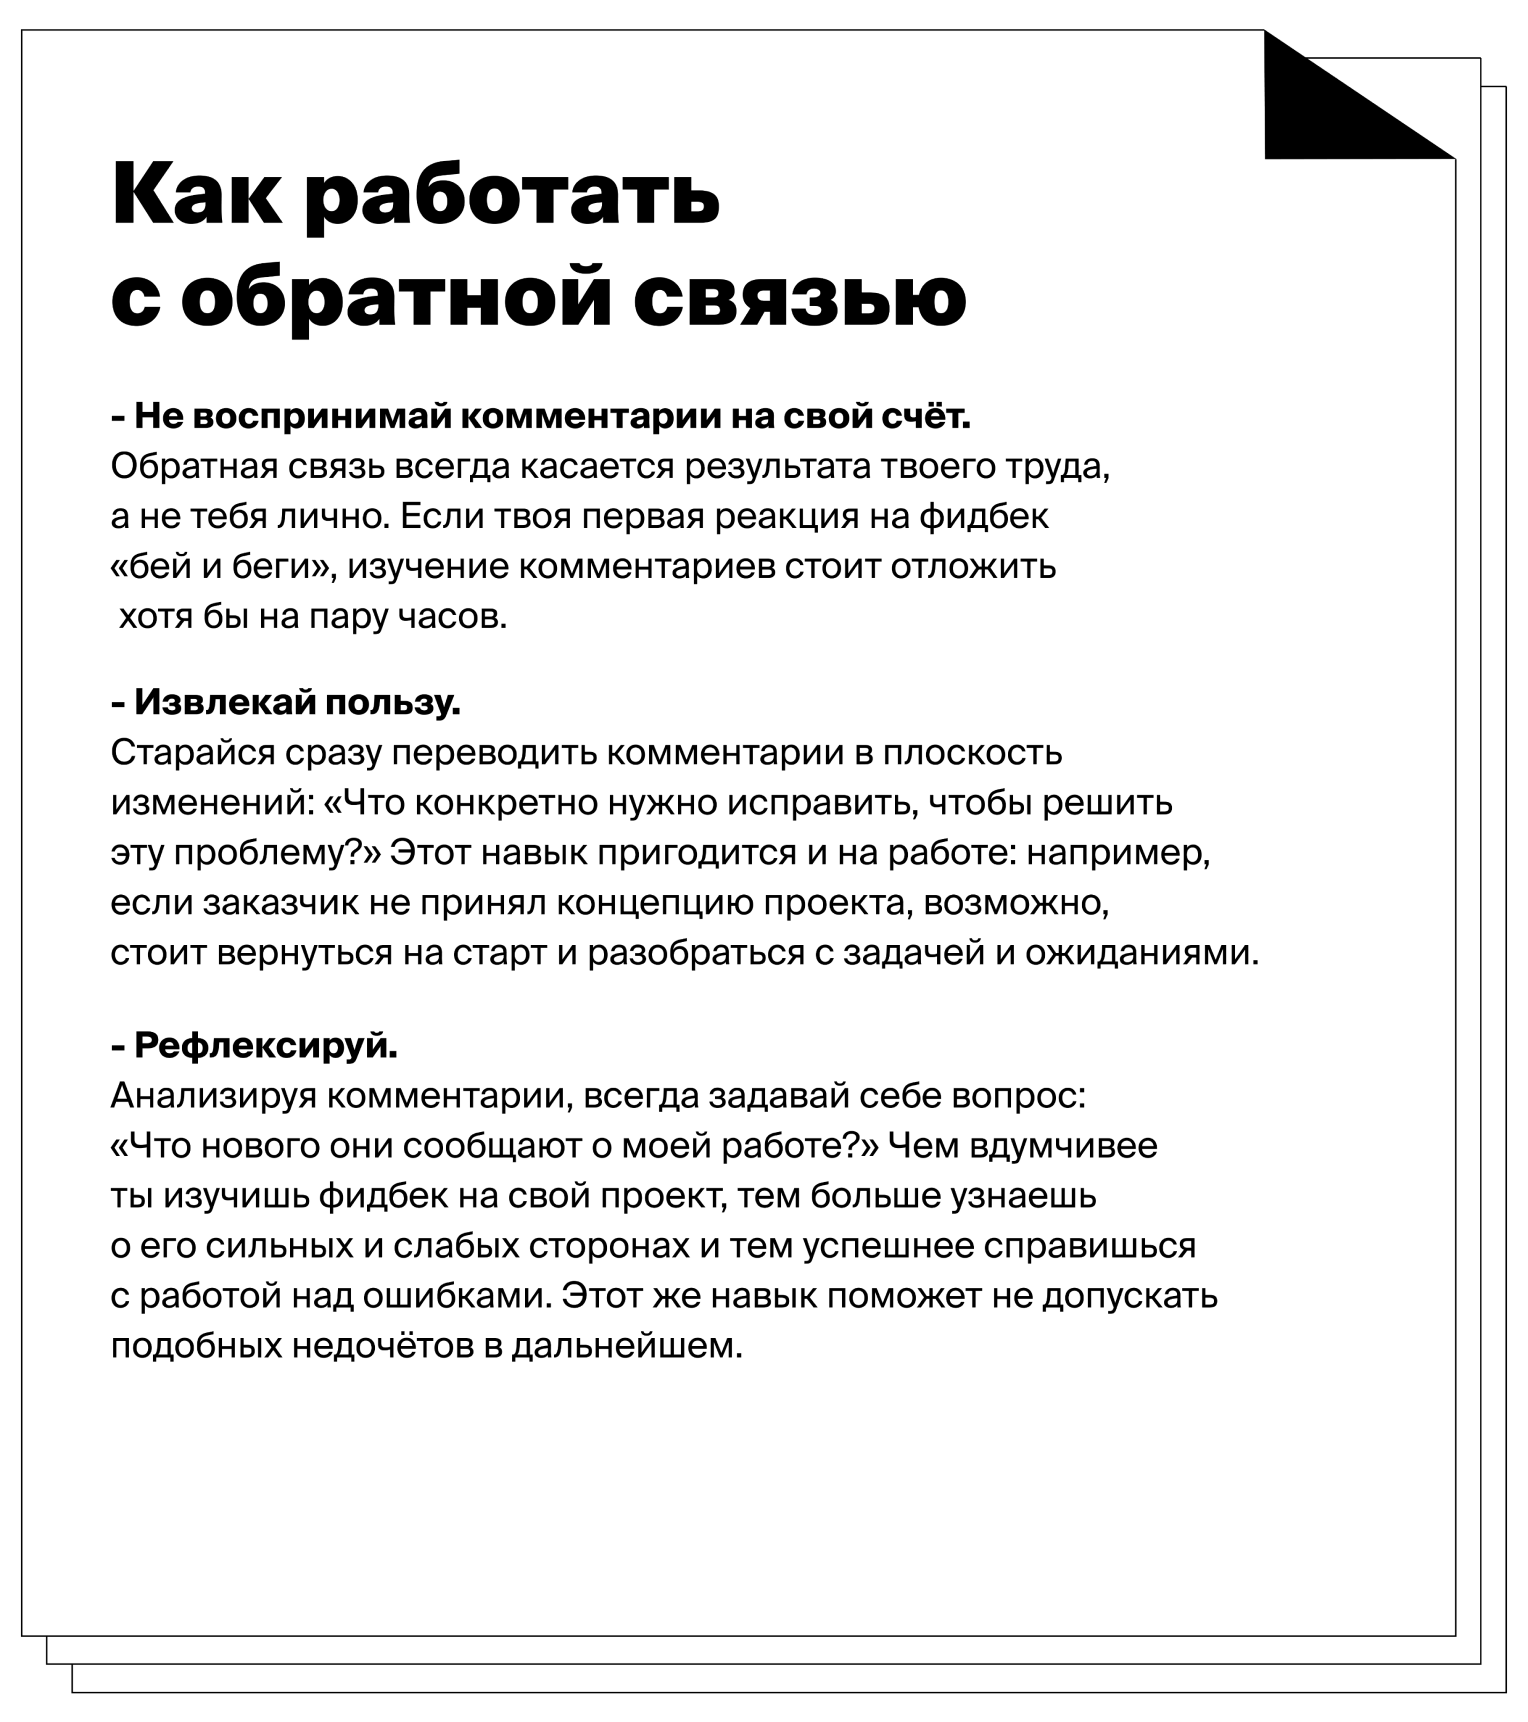 Как работать
с обратной связью
- Не воспринимай комментарии на свой счёт.
Обратная связь всегда касается результата твоего труда,
а не тебя лично. Если твоя первая реакция на фидбек
«бей и беги», изучение комментариев стоит отложить
хотя бы на пару часов.
- Извлекай пользу.
Старайся сразу переводить комментарии в плоскость
изменений: «Что конкретно нужно исправить, чтобы решить
эту проблему?» Этот навык пригодится и на работе: например,
если заказчик не принял концепцию проекта, возможно,
стоит вернуться на старт и разобраться с задачей и ожиданиями.
- Рефлексируй.
Анализируя комментарии, всегда задавай себе вопрос:
«Что нового они сообщают о моей работе?» Чем вдумчивее
ты изучишь фидбек на свой проект, тем больше узнаешь
о его сильных и слабых сторонах и тем успешнее справишься
с работой над ошибками. Этот же навык поможет не допускать
подобных недочётов в дальнейшем.